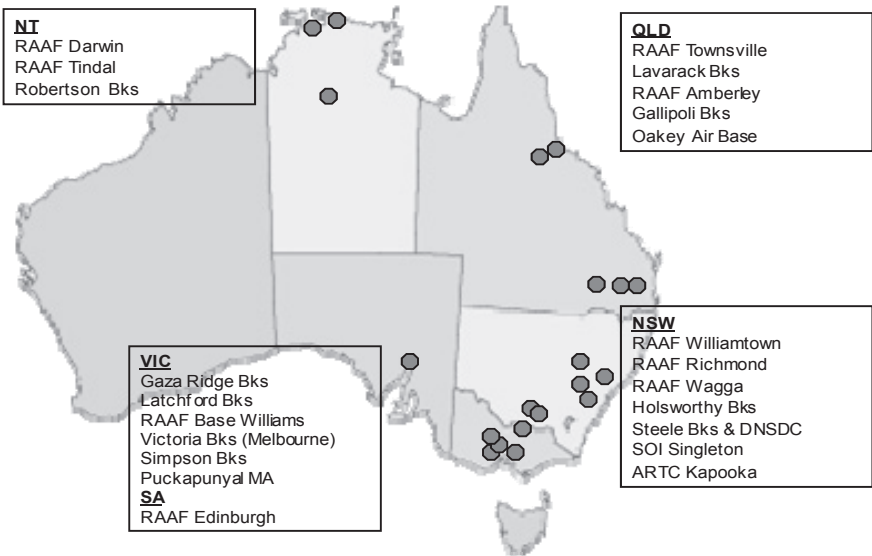 NT
RAAF Darwin
RAAF Tindal
Robertson Bks
QLD
RAAF Townsville
Lavarack Bks
RAAF Amberley
Gallipoli Bks
Oakey Air Base
VIC
Gaza Ridge Bks
Latchford Bks
RAAF Base Williams
Victoria Bks (Melbourne)
Simpson Bks
Puckapunyal MA
SA
RAAF Edinburgh
NSW
RAAF Williamtown
RAAF Richmond
RAAF Wagga
Holsworthy Bks
Steele Bks & DNSDC
SOI Singleton
ARTC Kapooka